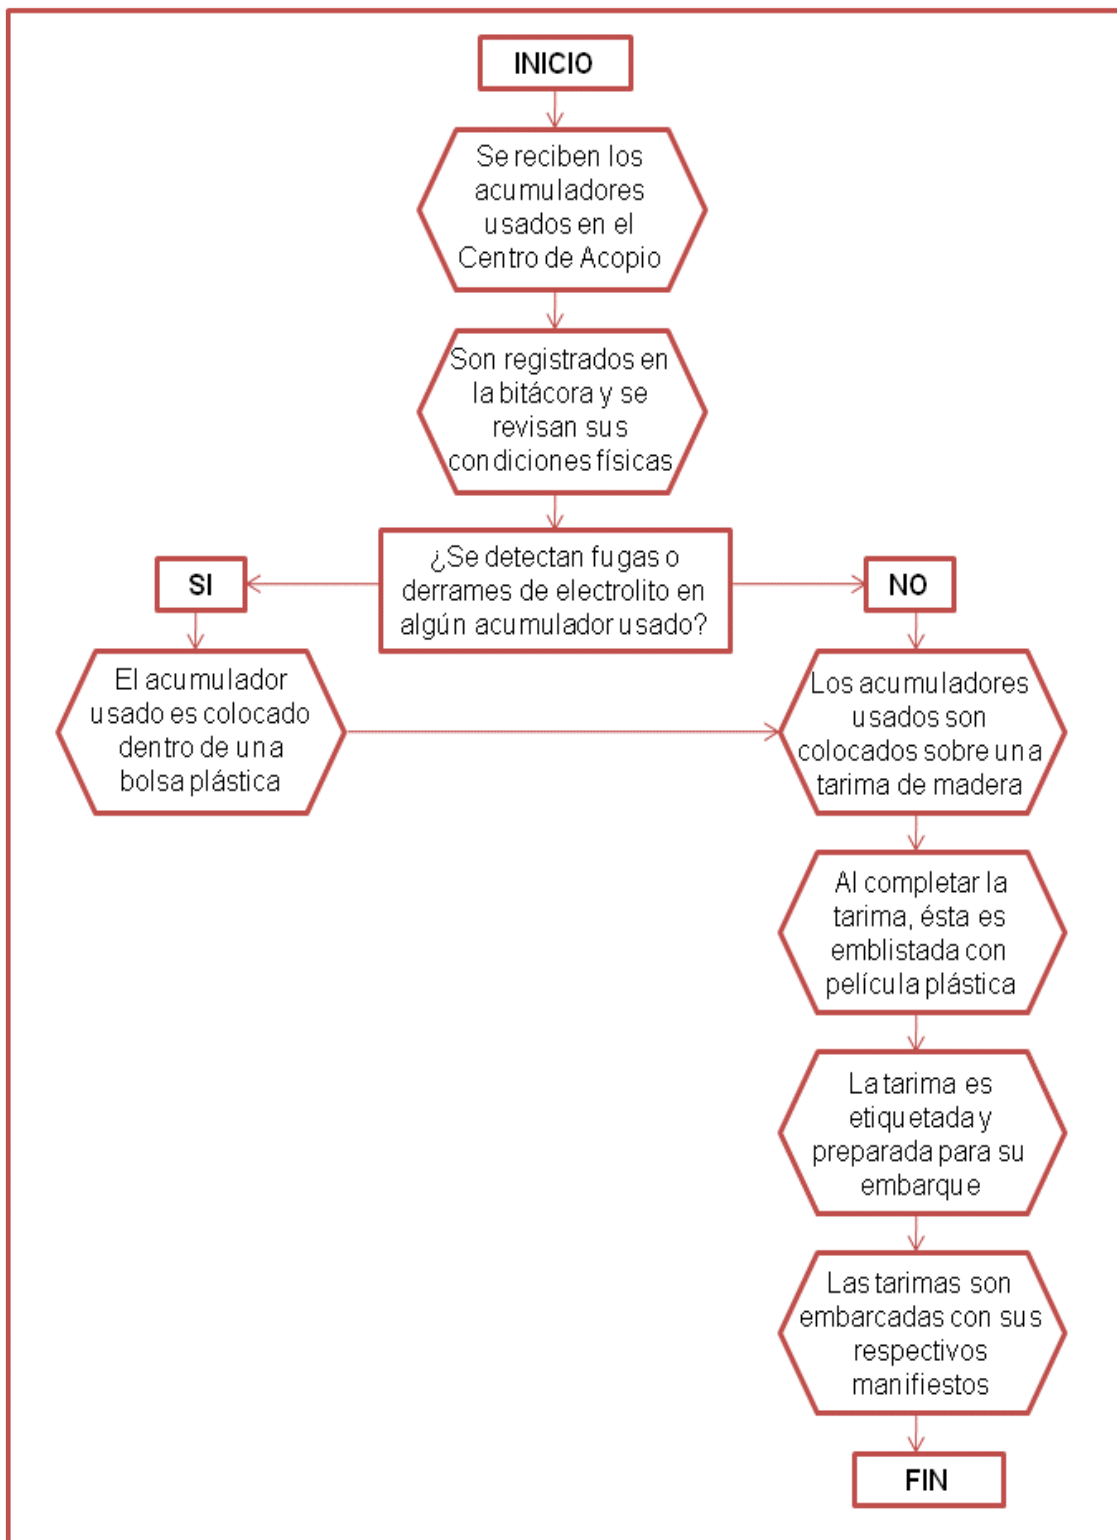 INICIO
Se reciben los
acumuladores
usados en el
Centro de Acopio
Son registrados en
la bitácora y se
revisan sus
condiciones físicas
¿Se detectan fugas o
derrames de electrolito en
algún acumulador usado?
SI
NO
El acumulador
usado es colocado
dentro de una
bolsa plástica
Los acumuladores
usados son
colocados sobre una
tarima de madera
Al completar la
tarima, ésta es
emblistada con
película plástica
La tarima es
etiquetada y
preparada para su
embarque
Las tarimas son
embarcadas con sus
respectivos
manifiestos
FIN